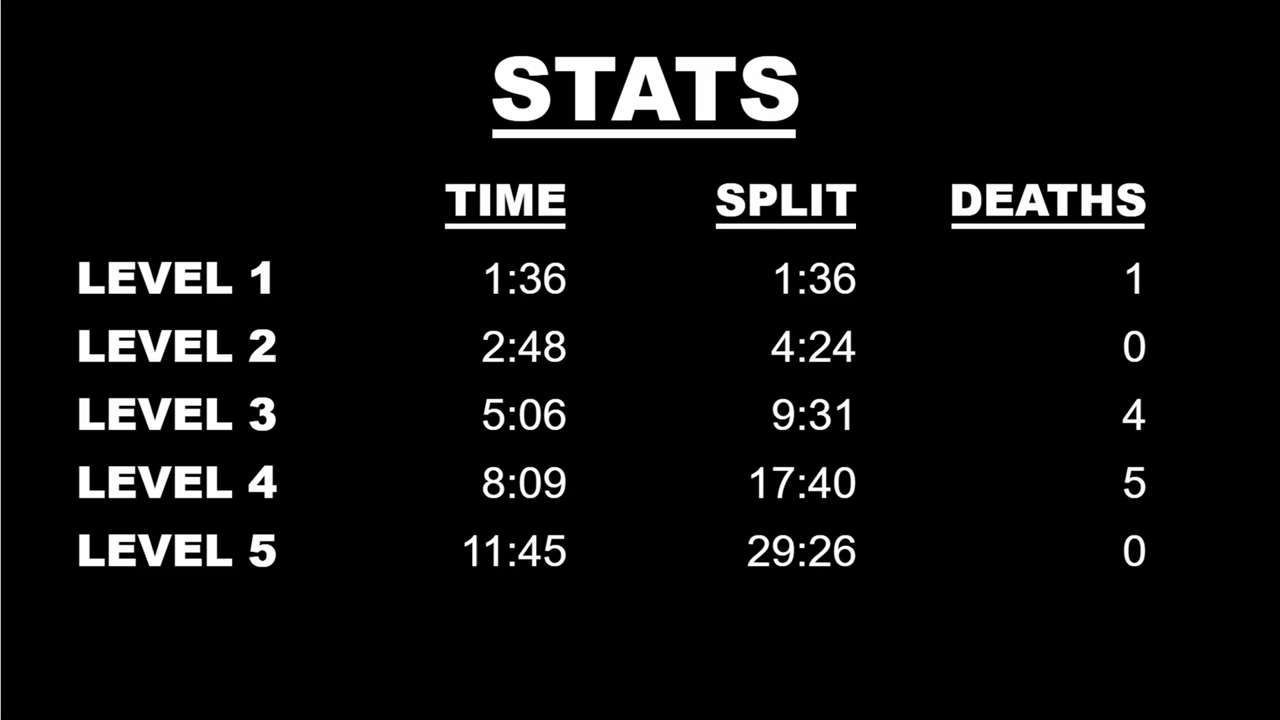 STATS
TIME SPLIT DEATHS
LEVEL 1 1:36 1:36 1
LEVEL 2 2:48 4:24 0
LEVEL 3 5:06 9:31 4
LEVEL 4 8:09 17:40 5
LEVEL 5 11:45 29:26 0